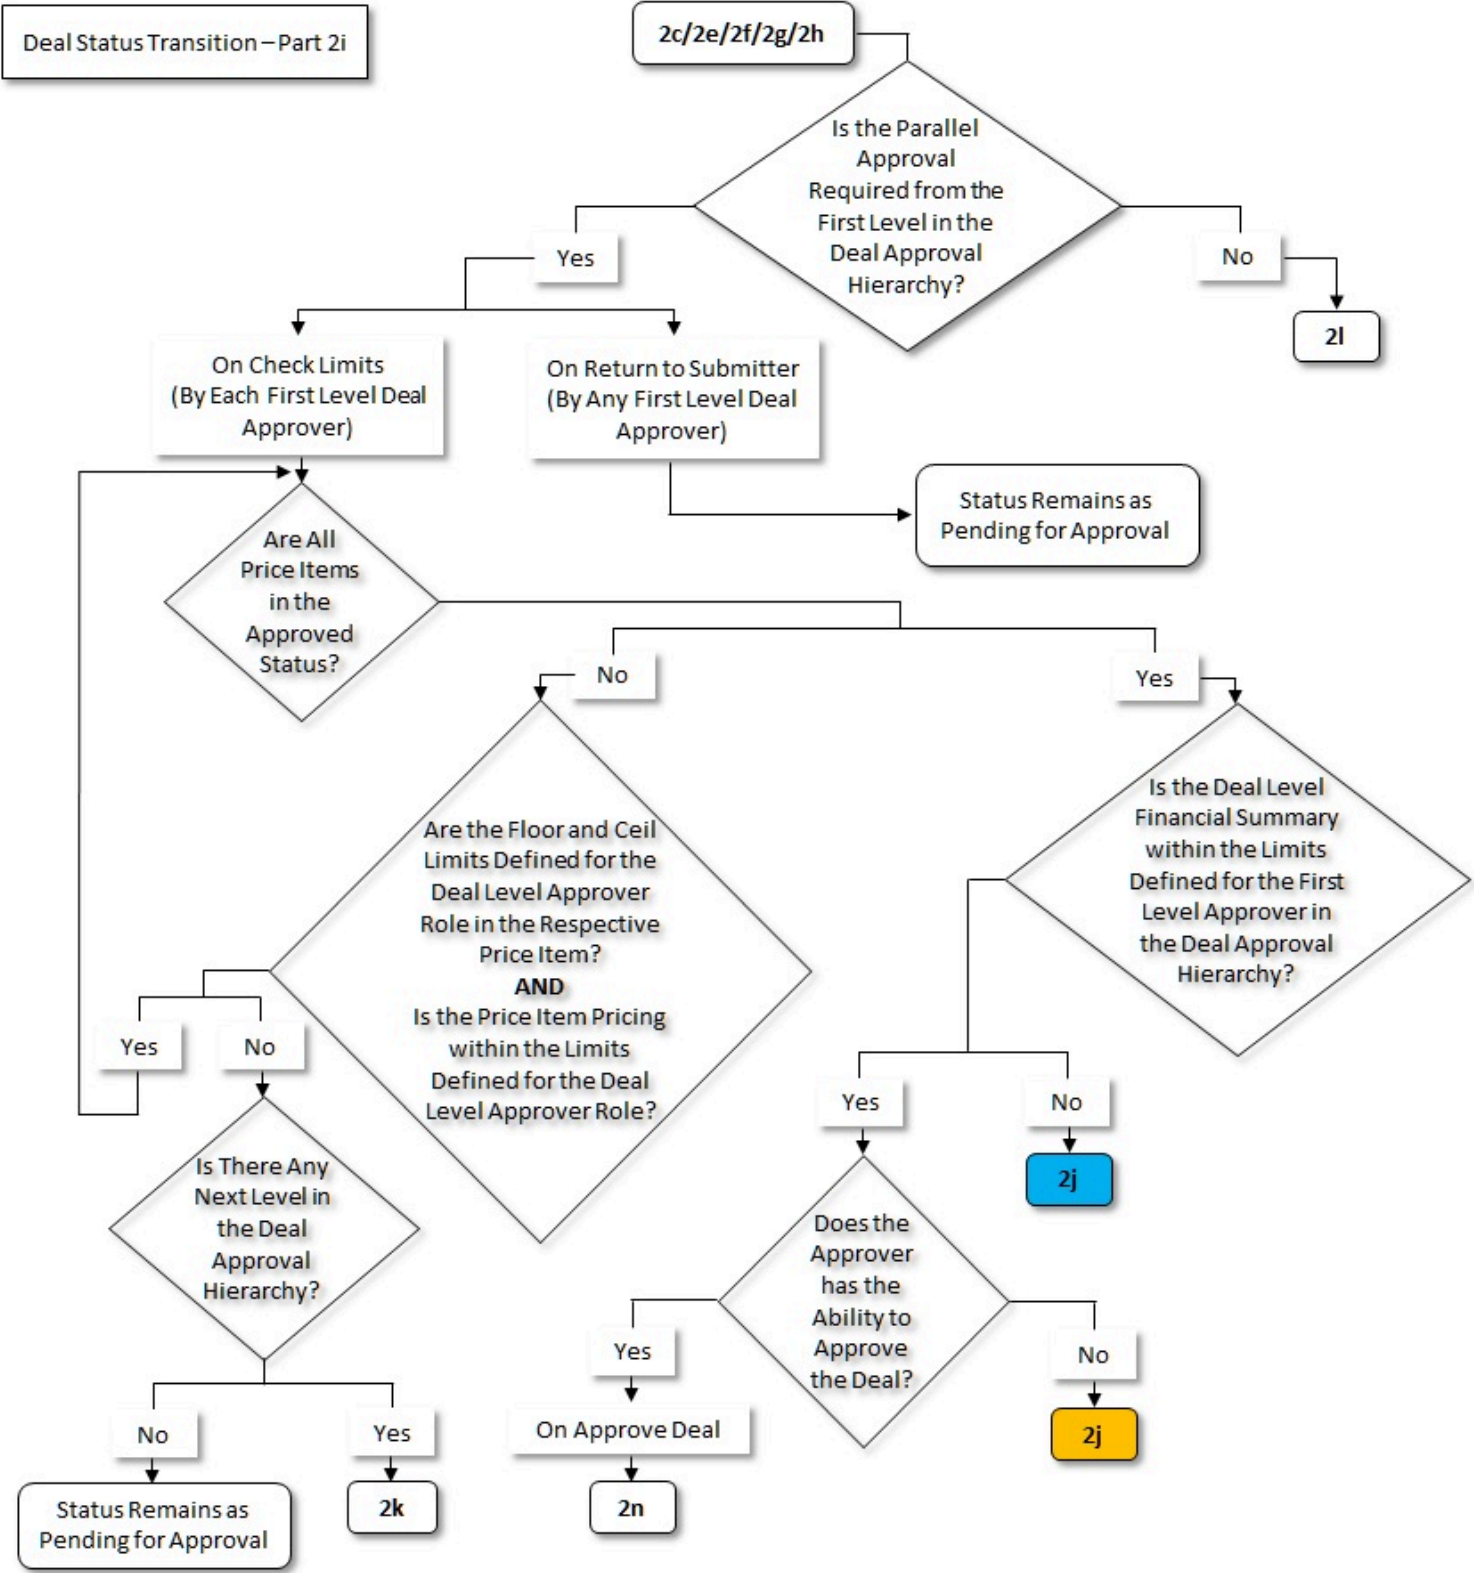 Deal Status Transition – Part 2i
2c/2e/2f/2g/2h
Is the Parallel
Approval
Required from the
First Level in the
Deal Approval
Hierarchy?
Yes
No
2l
On Check Limits
(By Each First Level Deal
Approver)
On Return to Submitter
(By Any First Level Deal
Approver)
Status Remains as
Pending for Approval
Are All
Price Items
in the
Approved
Status?
No
Yes
Are the Floor and Ceil
Limits Defined for the
Deal Level Approver
Role in the Respective
Price Item?
AND
Is the Price Item Pricing
within the Limits
Defined for the Deal
Level Approver Role?
Is the Deal Level
Financial Summary
within the Limits
Defined for the First
Level Approver in
the Deal Approval
Hierarchy?
Yes
No
Yes
No
2j
Is There Any
Next Level in
the Deal
Approval
Hierarchy?
Does the
Approver
has the
Ability to
Approve
the Deal?
Yes
No
2j
No
Yes
On Approve Deal
Status Remains as
Pending for Approval
2k
2n